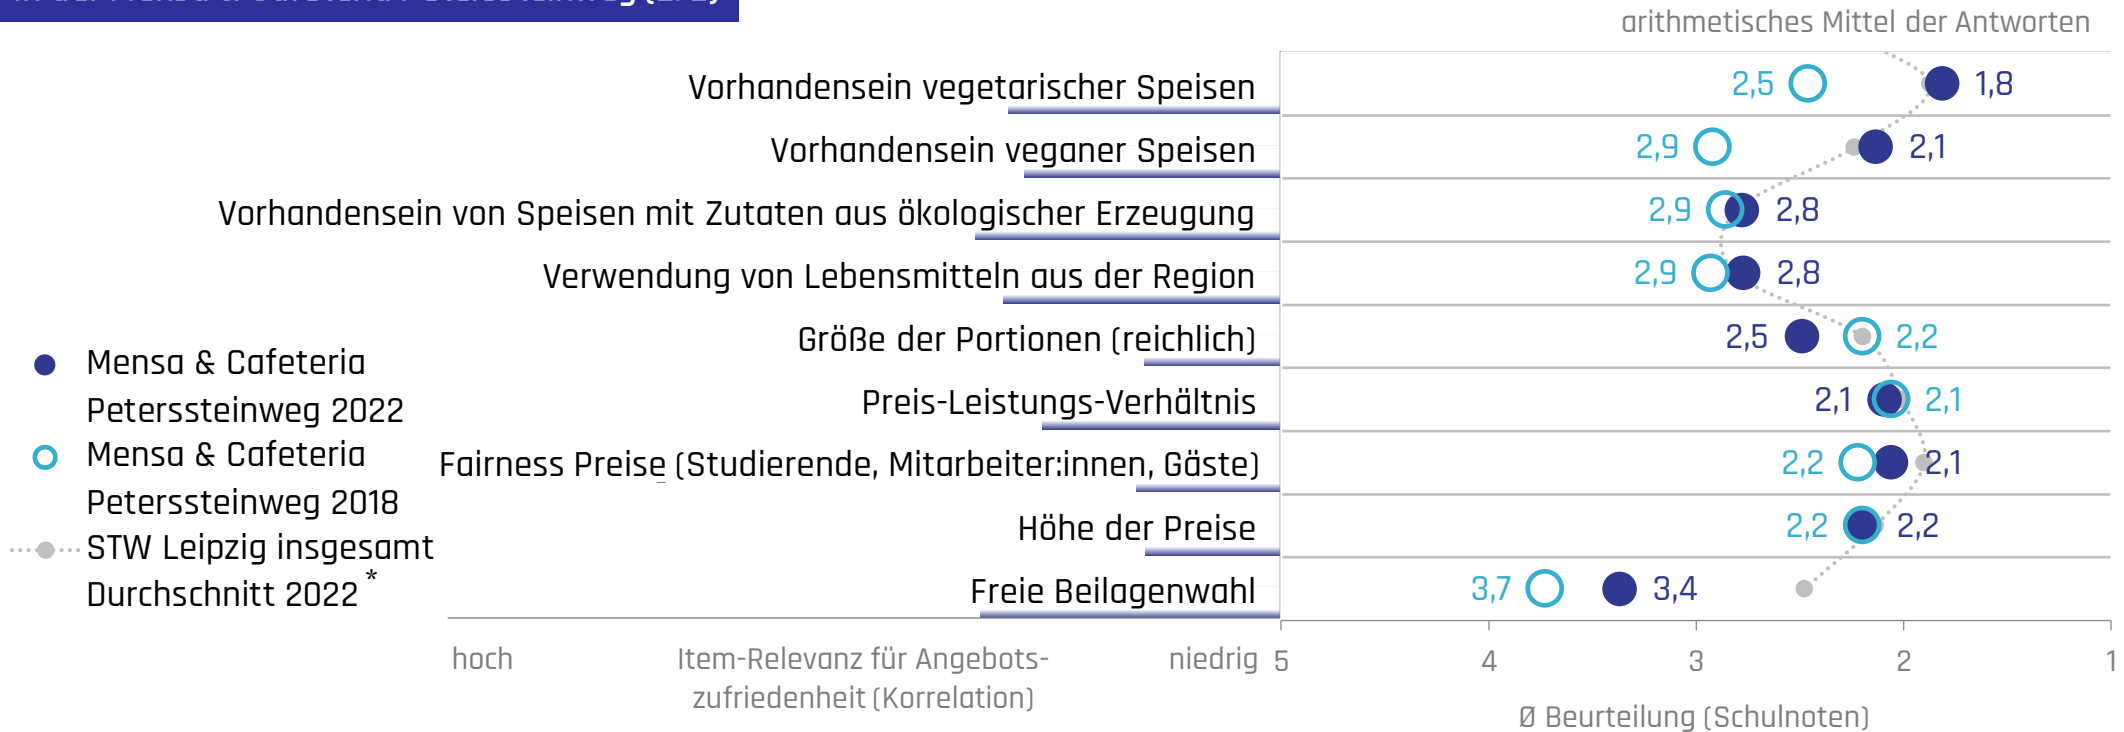 arithmetisches Mittel der Antworten
Vorhandensein vegetarischer Speisen 2,5 1,8
Vorhandensein veganer Speisen 2,9 2,1
Vorhandensein von Speisen mit Zutaten aus ökologischer Erzeugung 2,9 2,8
Verwendung von Lebensmitteln aus der Region 2,9 2,8
Größe der Portionen (reichlich) 2,5 2,2
Preis-Leistungs-Verhältnis 2,1 2,1
Fairness Preise (Studierende, Mitarbeiter:innen, Gäste) 2,2 2,1
Höhe der Preise 2,2 2,2
Freie Beilagenwahl 3,7 3,4
Mensa & Cafeteria
Peterssteinweg 2022
Mensa & Cafeteria
Peterssteinweg 2018
STW Leipzig insgesamt
Durchschnitt 2022 *
hoch
Item-Relevanz für Angebots-
zufriedenheit (Korrelation)
niedrig
5 4 3 2 1
Ø Beurteilung (Schulnoten)